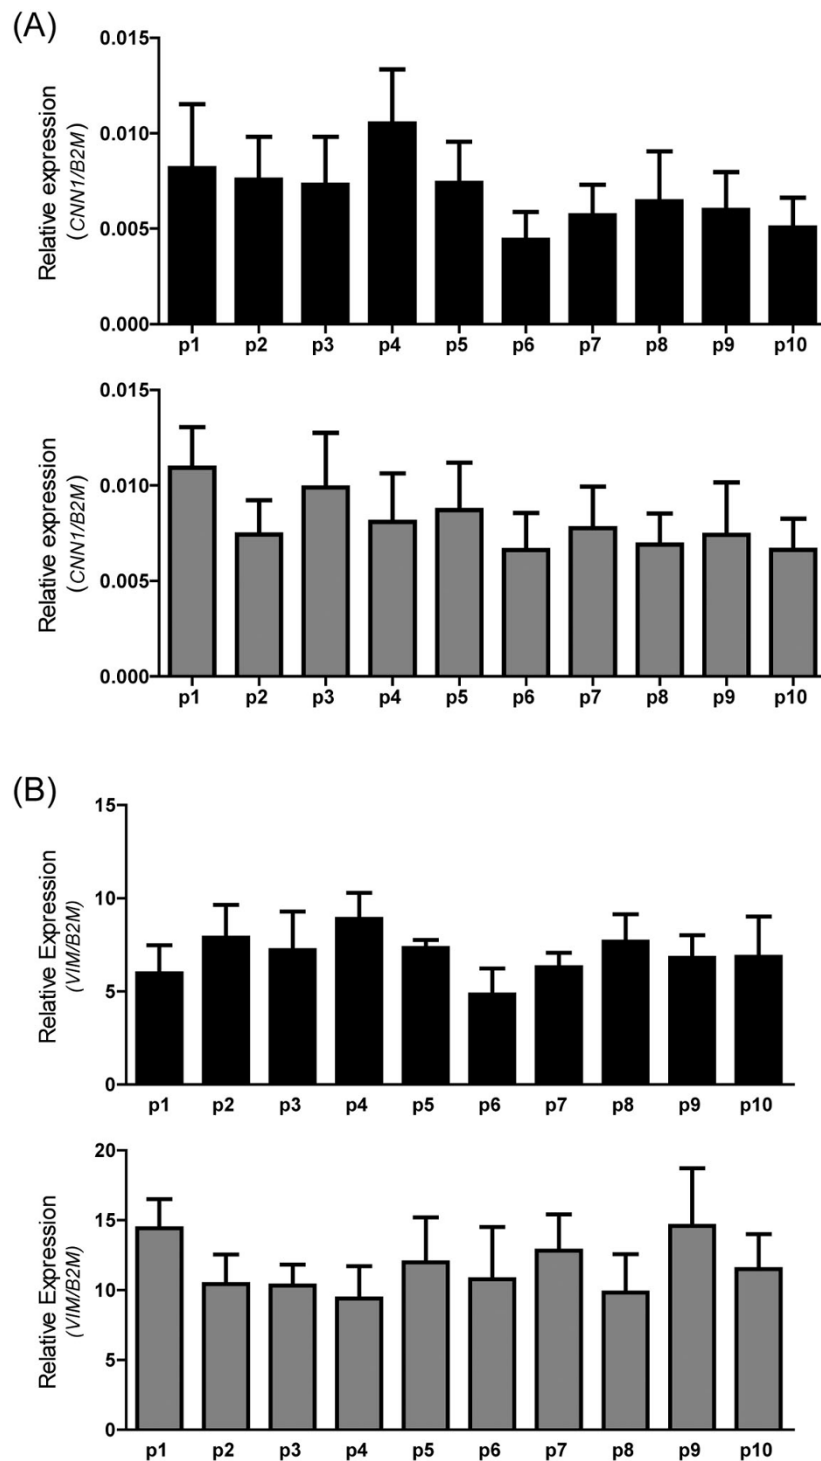 (A)
Relative expression
(CNN1/B2M)
0.015
0.010
0.005
0.000
p1 p2 p3 p4 p5 p6 p7 p8 p9 p10
Relative expression
(CNN1/B2M)
0.015
0.010
0.005
0.000
p1 p2 p3 p4 p5 p6 p7 p8 p9 p10
(B)
Relative Expression
(VIM/B2M)
15
10
5
0
p1 p2 p3 p4 p5 p6 p7 p8 p9 p10
Relative Expression
(VIM/B2M)
20
15
10
5
0
p1 p2 p3 p4 p5 p6 p7 p8 p9 p10